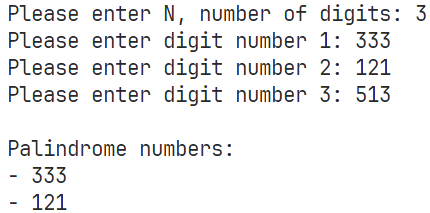 Please enter N, number of digits: 3
Please enter digit number 1: 333
Please enter digit number 2: 121
Please enter digit number 3: 513
Palindrome numbers:
- 333
- 121